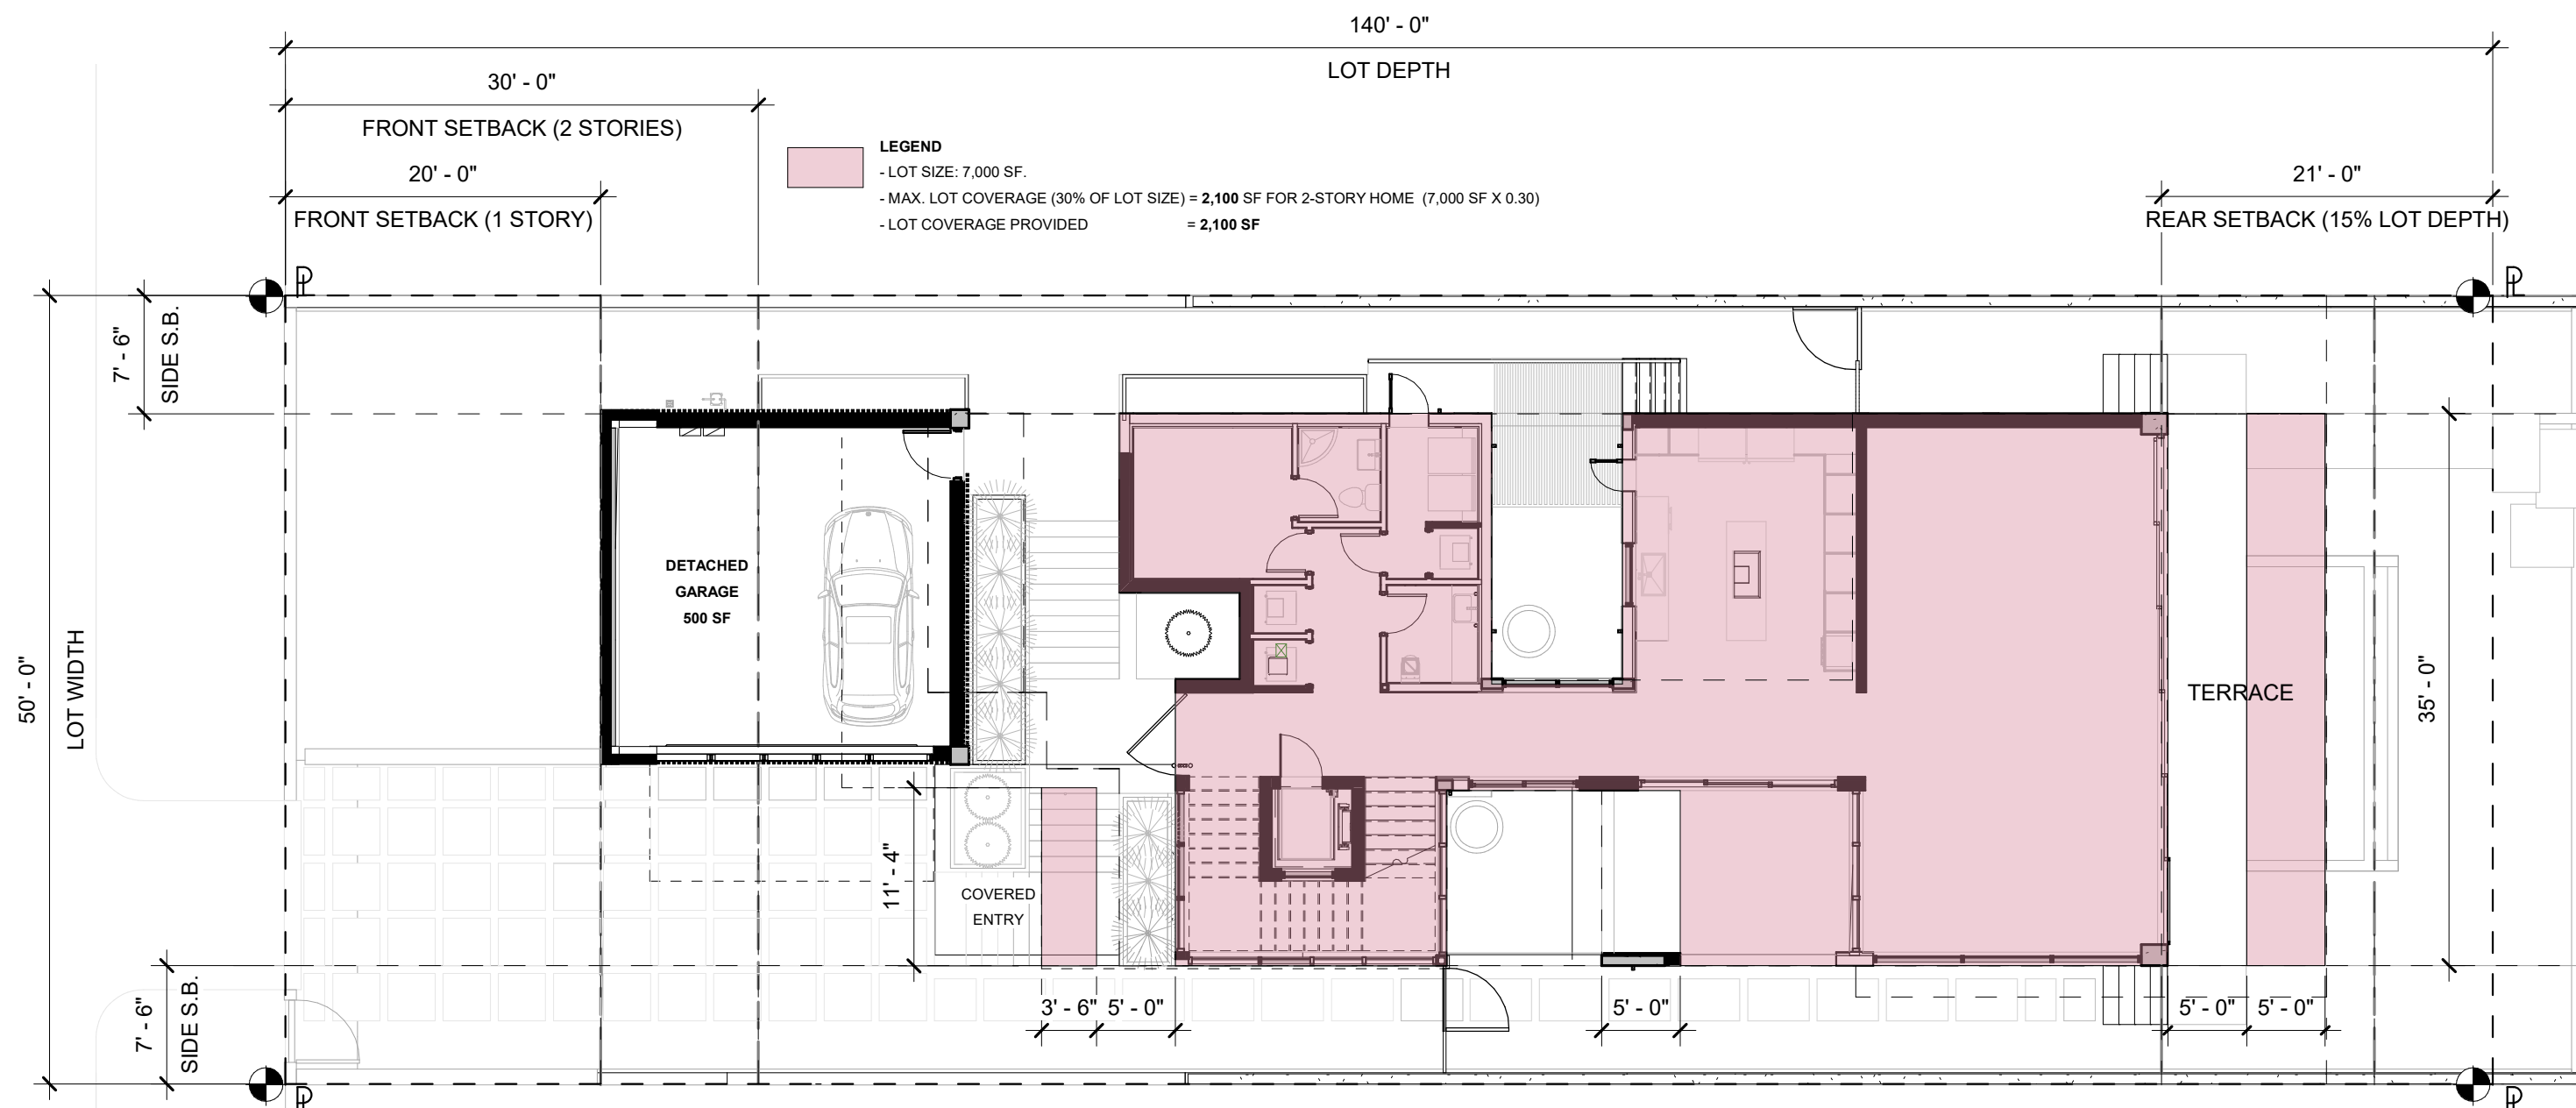 140' - 0"
LOT DEPTH
30' - 0"
FRONT SETBACK (2 STORIES)
20' - 0"
FRONT SETBACK (1 STORY)
LEGEND
- LOT SIZE: 7,000 SF.
- MAX. LOT COVERAGE (30% OF LOT SIZE) = 2,100 SF FOR 2-STORY HOME (7,000 SF X 0.30)
- LOT COVERAGE PROVIDED = 2,100 SF
21' - 0"
REAR SETBACK (15% LOT DEPTH)
PL
PL
7' - 6"
SIDE S.B.
50' - 0"
LOT WIDTH
DETACHED
GARAGE
500 SF
TERRACE
35' - 0"
11' - 4"
COVERED
ENTRY
7' - 6"
SIDE S.B.
3' - 6"
5' - 0"
5' - 0"
5' - 0"
5' - 0"
PL
PL